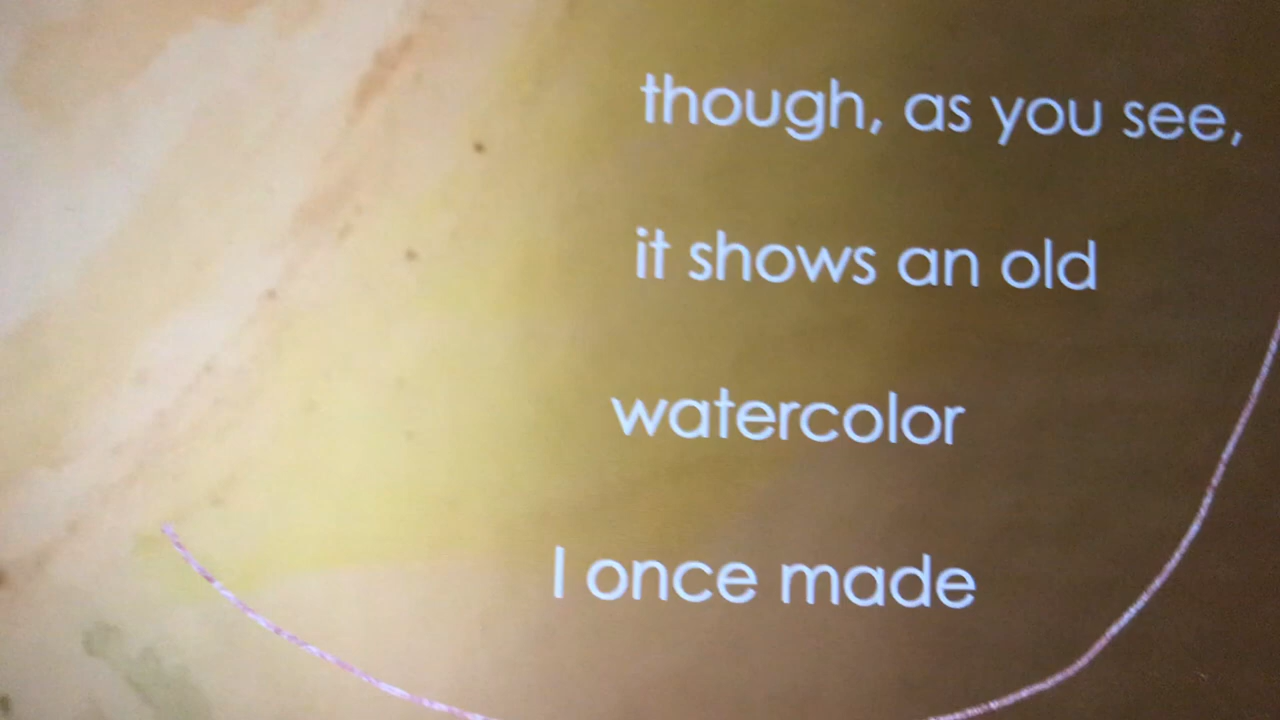 though, as you see,
it shows an old
watercolor
I once made